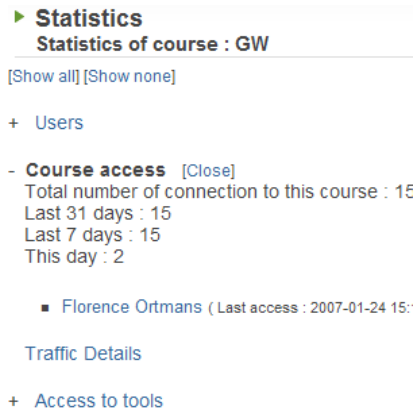 Statistics
Statistics of course : GW
[Show all] [Show none]
+ Users
- Course access [Close]
Total number of connection to this course : 15
Last 31 days : 15
Last 7 days : 15
This day : 2
▪ Florence Ortmans ( Last access : 2007-01-24 15:
Traffic Details
+ Access to tools